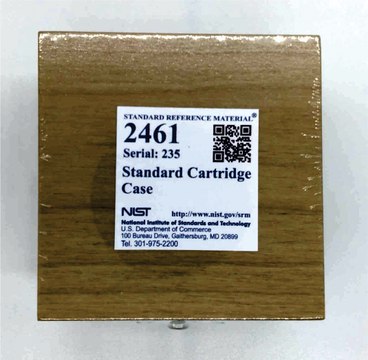 STANDARD REFERENCE MATERIAL®
2461
Serial: 235
Standard Cartridge
Case
NIST http://www.nist.gov/srm
National Institute of Standards and Technology
U.S. Department of Commerce
100 Bureau Drive, Gaithersburg, MD 20899
Tel. 301-975-2200